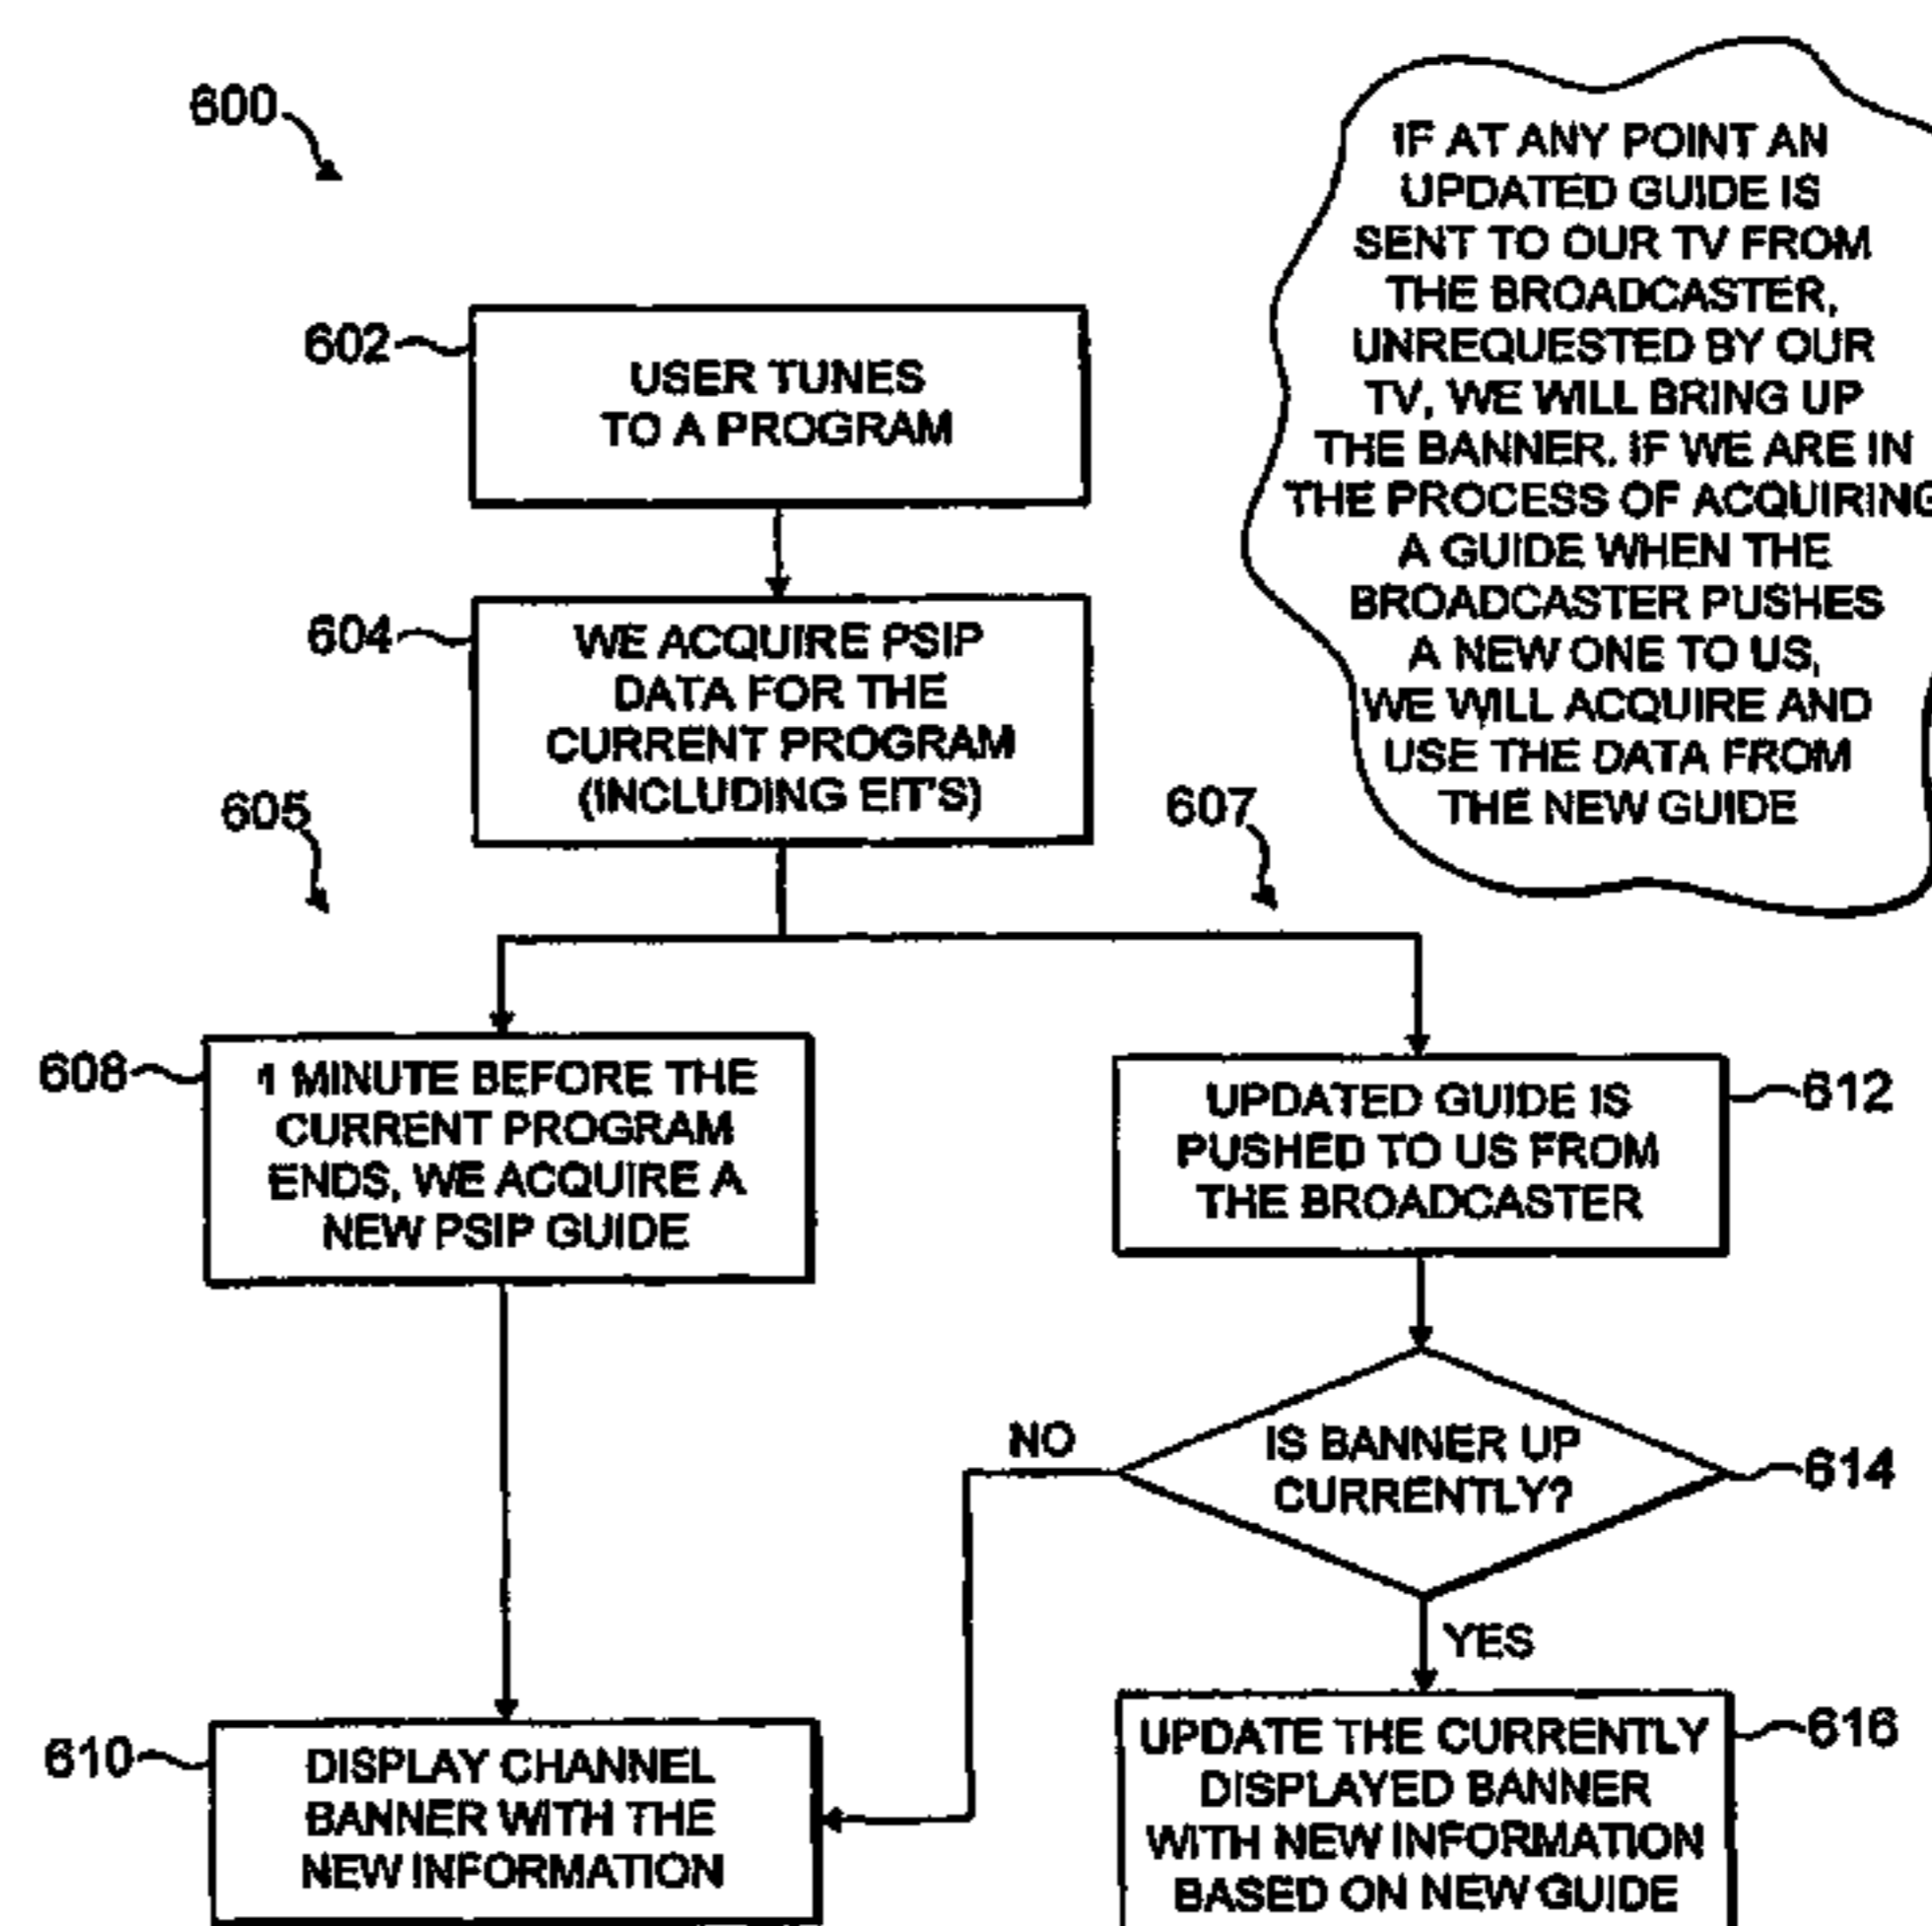 600
IF AT ANY POINT AN
UPDATED GUIDE IS
SENT TO OUR TV FROM
THE BROADCASTER,
UNREQUESTED BY OUR
TV, WE WILL BRING UP
THE BANNER. IF WE ARE IN
THE PROCESS OF ACQUIRING
A GUIDE WHEN THE
BROADCASTER PUSHES
A NEW ONE TO US,
WE WILL ACQUIRE AND
USE THE DATA FROM
THE NEW GUIDE
602
USER TUNES
TO A PROGRAM
604
WE ACQUIRE PSIP
DATA FOR THE
CURRENT PROGRAM
(INCLUDING EIT'S)
605
607
608
1 MINUTE BEFORE THE
CURRENT PROGRAM
ENDS, WE ACQUIRE A
NEW PSIP GUIDE
UPDATED GUIDE IS
PUSHED TO US FROM
THE BROADCASTER
612
NO
IS BANNER UP
CURRENTLY?
614
YES
610
DISPLAY CHANNEL
BANNER WITH THE
NEW INFORMATION
UPDATE THE CURRENTLY
DISPLAYED BANNER
WITH NEW INFORMATION
BASED ON NEW GUIDE
616